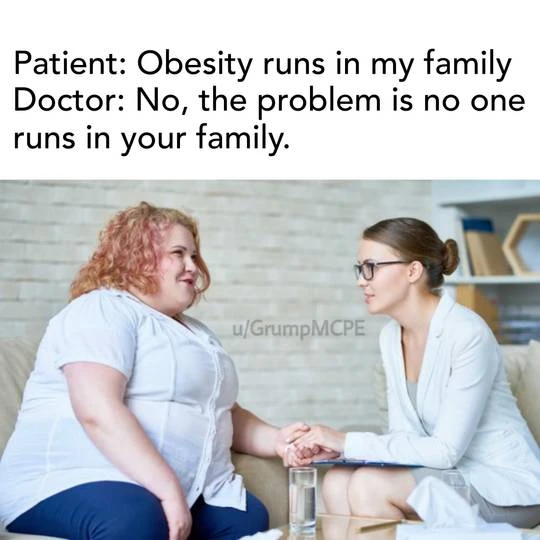 Patient: Obesity runs in my family
Doctor: No, the problem is no one
runs in your family.
u/GrumpMCPE